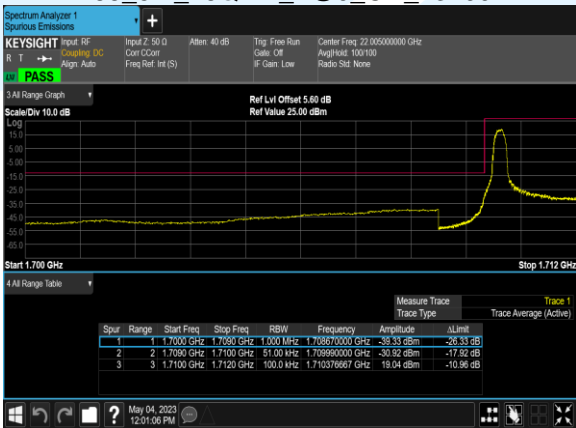 Spectrum Analyzer 1
Spurious Emissions
+
KEYSIGHT Input: RF Input Z: 50 Ω Atten: 40 dB Trig: Free Run Center Freq: 22.005000000 GHz
R T Coupling: DC Corr CCorr Gate: Off Avg|Hold: 100/100
Align: Auto Freq Ref: Int (S) IF Gain: Low Radio Std: None
PASS
3 All Range Graph Ref Lvl Offset 5.60 dB
Scale/Div 10.0 dB Ref Value 25.00 dBm
Log
15.0
5.00
-5.00
-15.0
-25.0
-35.0
-45.0
-55.0
-65.0
Start 1.700 GHz Stop 1.712 GHz
4 All Range Table
Measure Trace Trace 1
Trace Type Trace Average (Active)
Spur Range Start Freq Stop Freq RBW Frequency Amplitude ΔLimit
1 1 1.7000 GHz 1.7090 GHz 1.000 MHz 1.708670000 GHz -39.33 dBm -26.33 dB
2 2 1.7090 GHz 1.7100 GHz 51.00 kHz 1.709990000 GHz -30.92 dBm -17.92 dB
3 3 1.7100 GHz 1.7120 GHz 100.0 kHz 1.710376667 GHz 19.04 dBm -10.96 dB
? May 04, 2023
12:01:06 PM